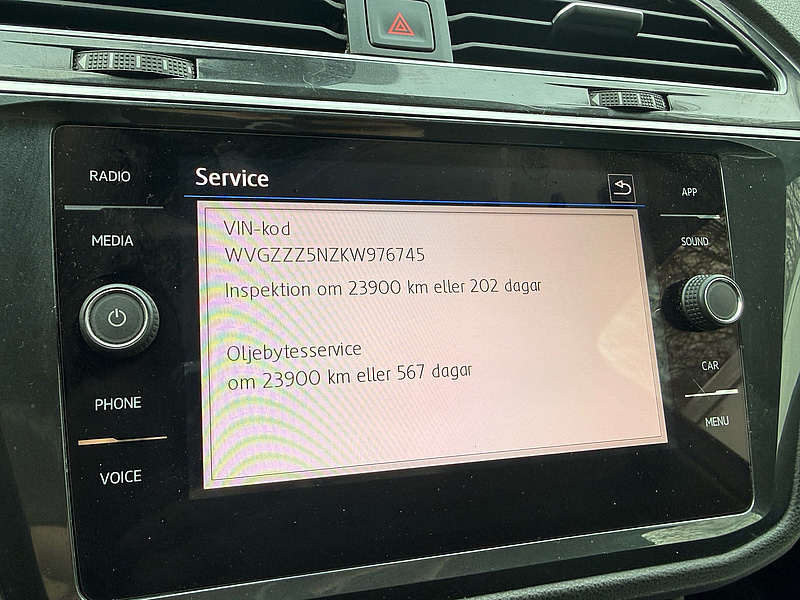 RADIO
MEDIA
PHONE
VOICE
Service
VIN-kod
WVGZZZ5NZKW976745
Inspektion om 23900 km eller 202 dagar
Oljebytesservice
om 23900 km eller 567 dagar
APP
SOUND
CAR
MENU